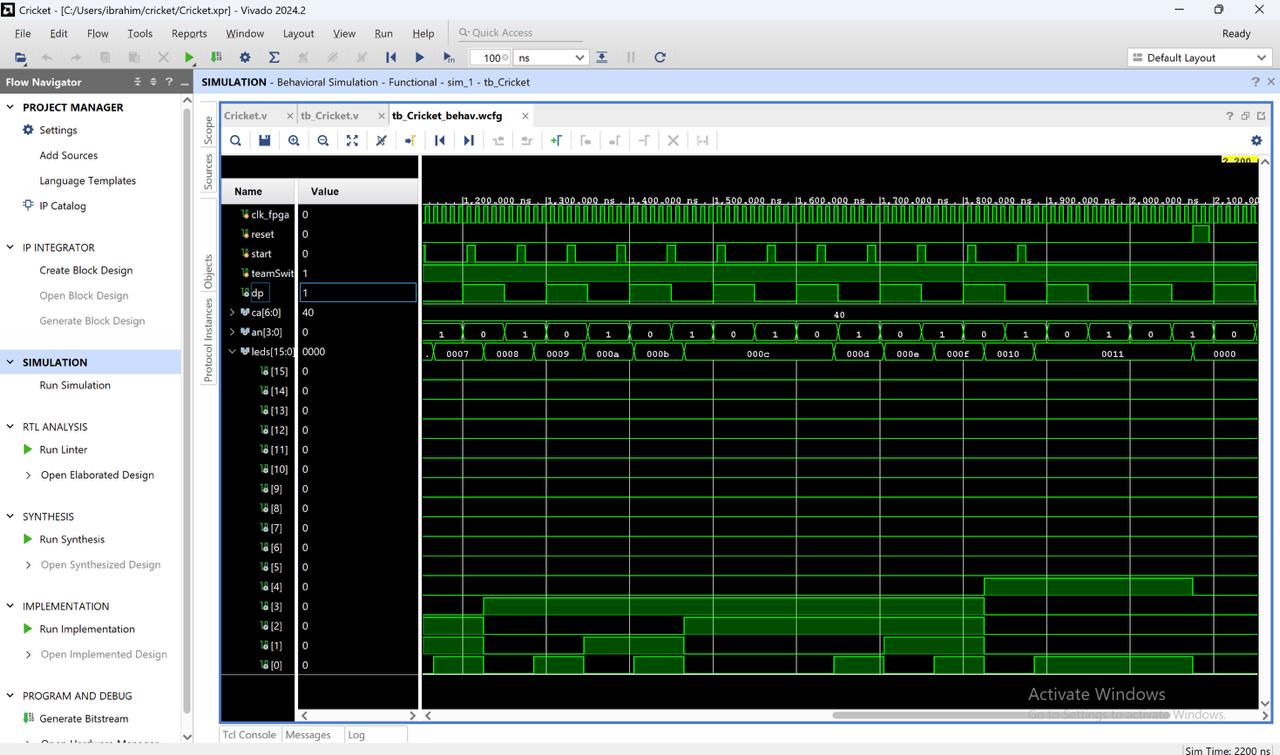 Cricket - [C:/Users/ibrahim/cricket/Cricket.xpr] - Vivado 2024.2
File Edit Flow Tools Reports Window Layout View Run Help Quick Access Ready
100 ns Default Layout
Flow Navigator
SIMULATION - Behavioral Simulation - Functional - sim_1 - tb_Cricket
PROJECT MANAGER
Settings
Add Sources
Language Templates
IP Catalog
IP INTEGRATOR
Create Block Design
Open Block Design
Generate Block Design
SIMULATION
Run Simulation
RTL ANALYSIS
Run Linter
Open Elaborated Design
SYNTHESIS
Run Synthesis
Open Synthesized Design
IMPLEMENTATION
Run Implementation
Open Implemented Design
PROGRAM AND DEBUG
Generate Bitstream
Open Hardware Manager
Scope
Sources
Objects
Protocol Instances
Cricket.v tb_Cricket.v tb_Cricket_behav.wcfg
Name Value
2,200
1,200.000 ns 1,300.000 ns 1,400.000 ns 1,500.000 ns 1,600.000 ns 1,700.000 ns 1,800.000 ns 1,900.000 ns 2,000.000 ns 2,100.00
clk_fpga 0
reset 0
start 0
teamSwit 1
dp 1
ca[6:0] 40 40
an[3:0] 0 1 0 1 0 1 0 1 0 1 0 1 0 1 0 1 0 1 0 1 0
leds[15:0] 0000 0007 0008 0009 000a 000b 000c 000d 000e 000f 0010 0011 0000
[15] 0
[14] 0
[13] 0
[12] 0
[11] 0
[10] 0
[9] 0
[8] 0
[7] 0
[6] 0
[5] 0
[4] 0
[3] 0
[2] 0
[1] 0
[0] 0
Activate Windows
Go to Settings to activate Windows.
Tcl Console Messages Log
Sim Time: 2200 ns